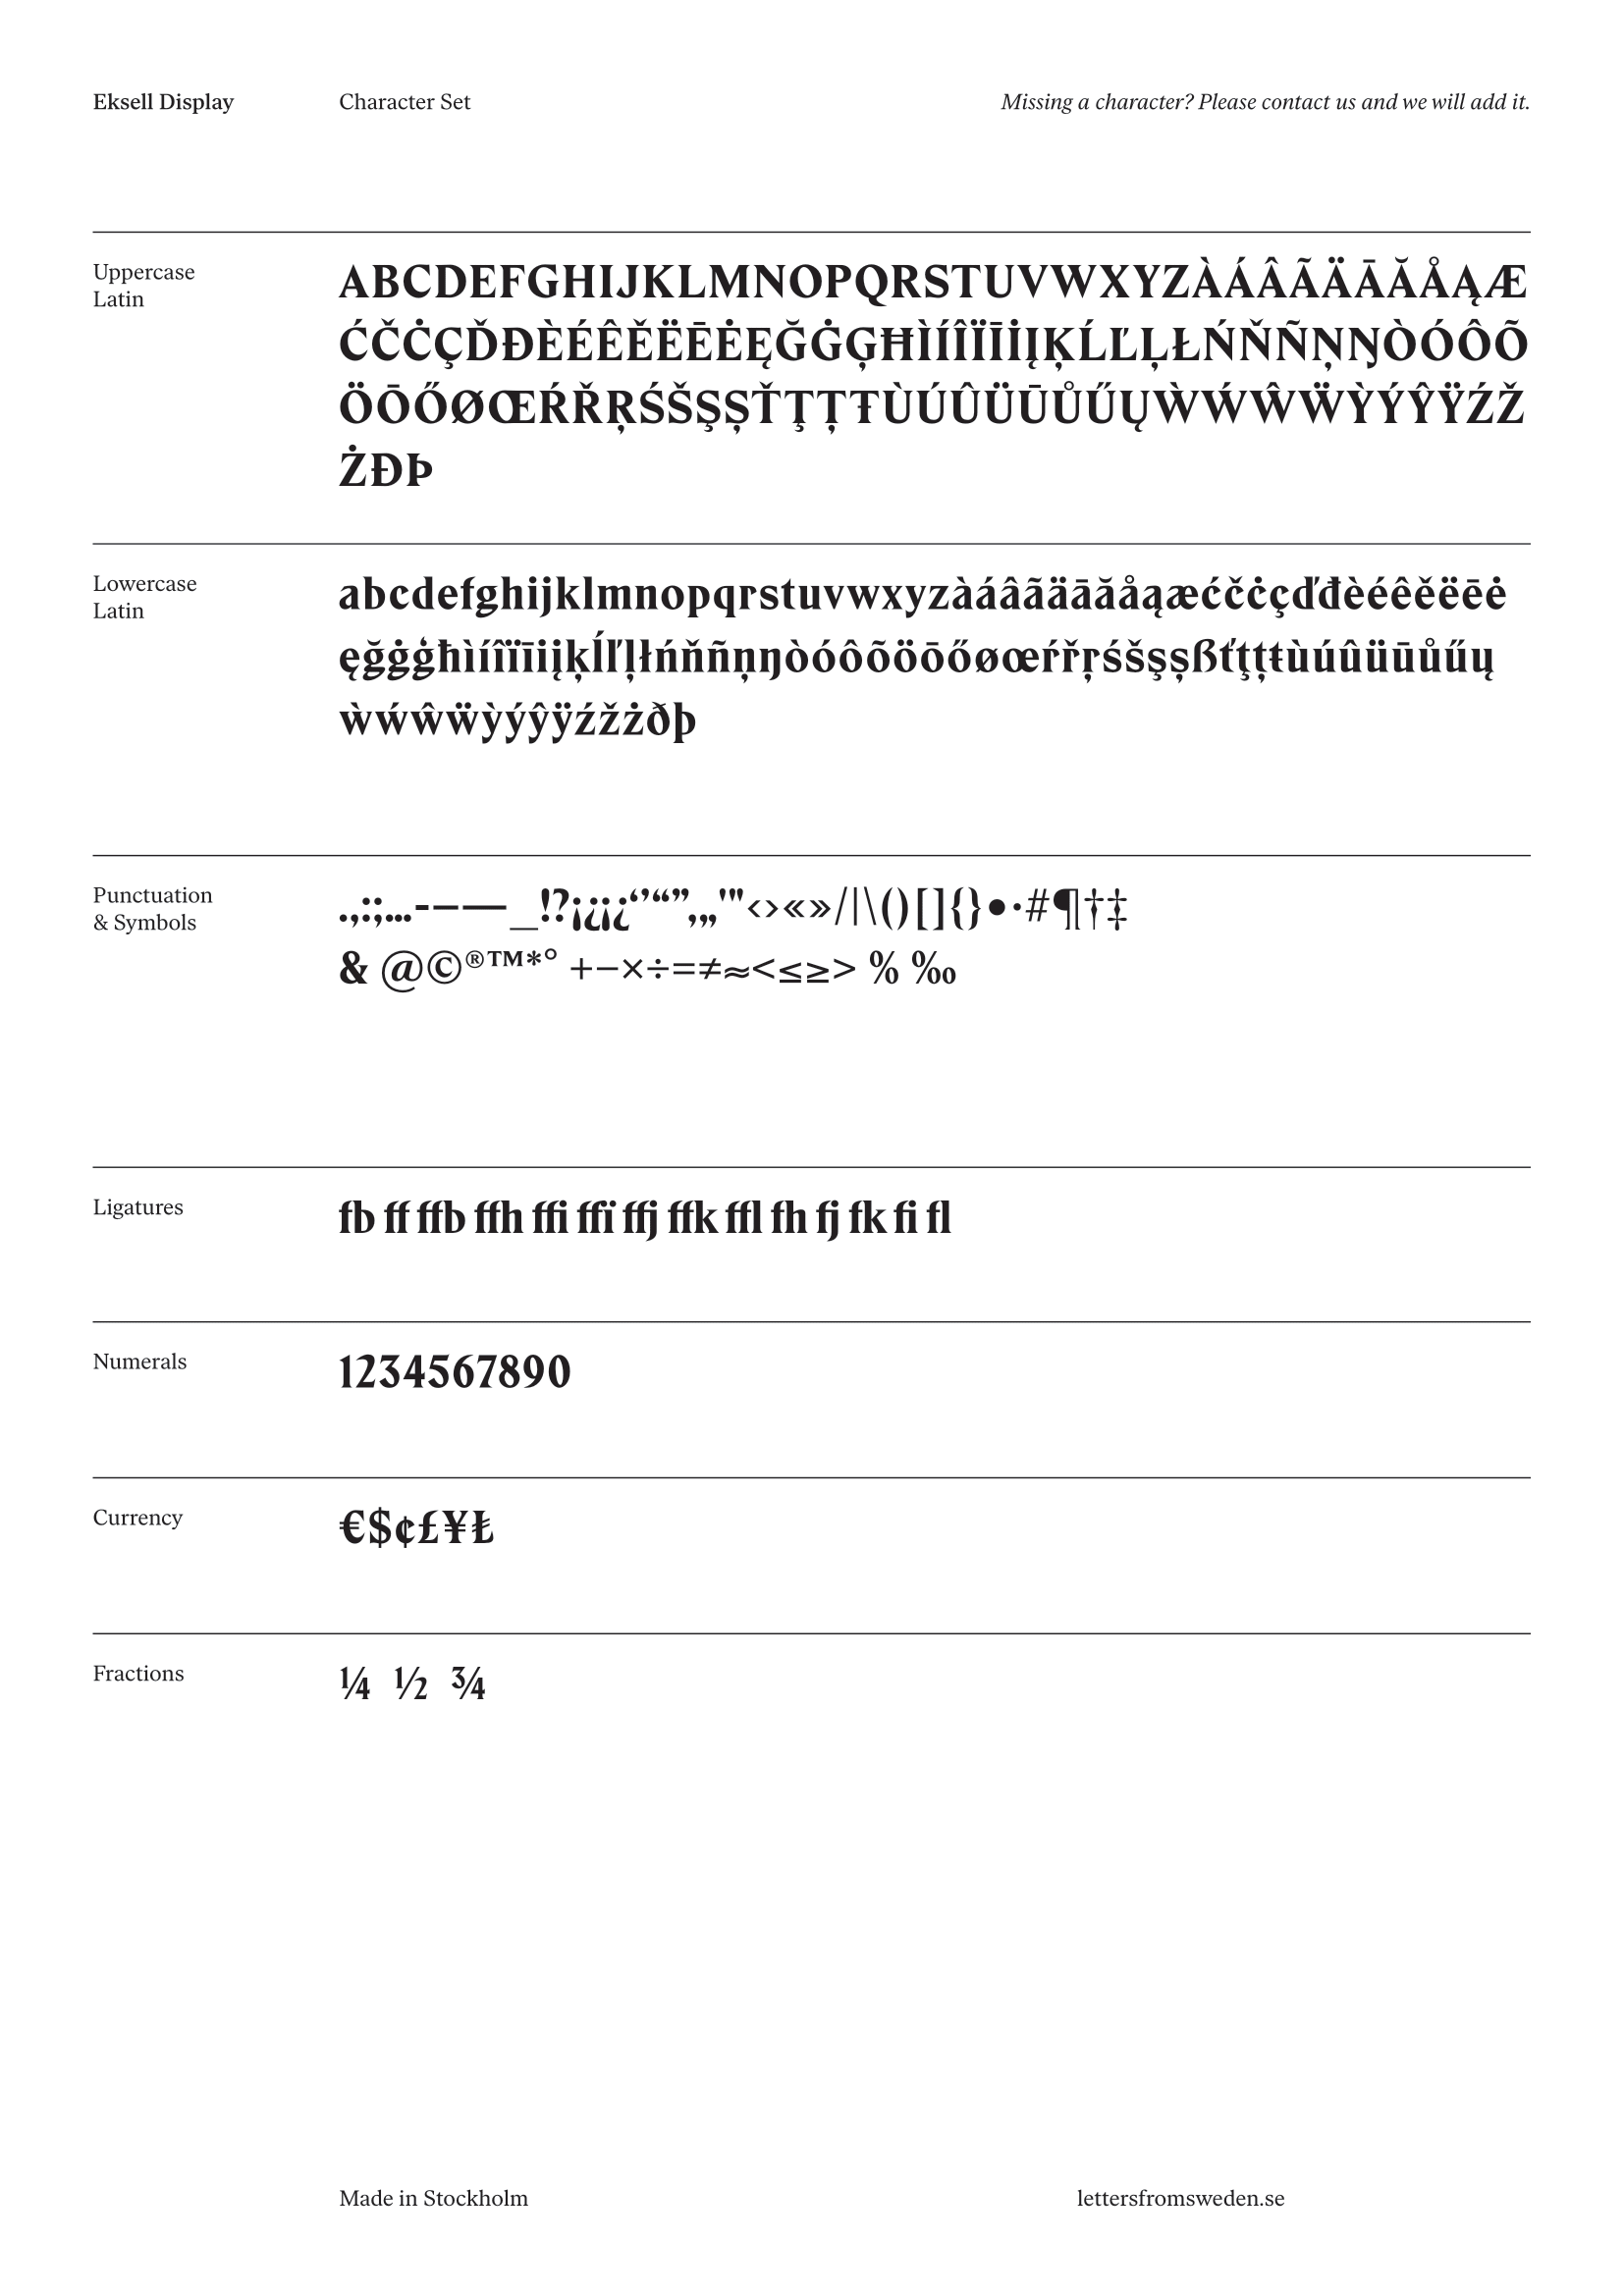 Eksell Display
Character Set
Missing a character? Please contact us and we will add it.
Uppercase
Latin
ABCDEFGHIJKLMNOPQRSTUVWXYZÀÁÂÃÄĀĂÅĄÆ
ĆČĊÇĎĐÈÉÊĚËĒĖĘĞĠĢĦÌÍÎÏĪİĮĶĹĽĻŁŃŇÑŅŊÒÓÔÕ
ÖŌŐØŒŔŘŖŚŠŞȘŤŢȚŦÙÚÛÜŪŮŰŲẀẂŴẄỲÝŶŸŹŽ
ŻÐÞ
Lowercase
Latin
abcdefghijklmnopqrstuvwxyzàáâãäāăåąæćčċçďđèéêěëēė
ęğġģħìíîïīiįķĺľļłńňñņŋòóôõöōőøœŕřŗśšşșßťţțŧùúûüūůűų
ẁẃŵẅỳýŷÿźžżðþ
Punctuation
& Symbols
.,:;…-–—_!?¡¿¡¿‘’“”‚„'"‹›«»/|\()[]{}•·#¶†‡
& @©®™*° +−×÷=≠≈<≤≥> % ‰
Ligatures
fb ff ffb ffh ffi ffï ffj ffk ffl fh fj fk fi fl
Numerals
1234567890
Currency
€$¢£¥₺
Fractions
¼ ½ ¾
Made in Stockholm
lettersfromsweden.se